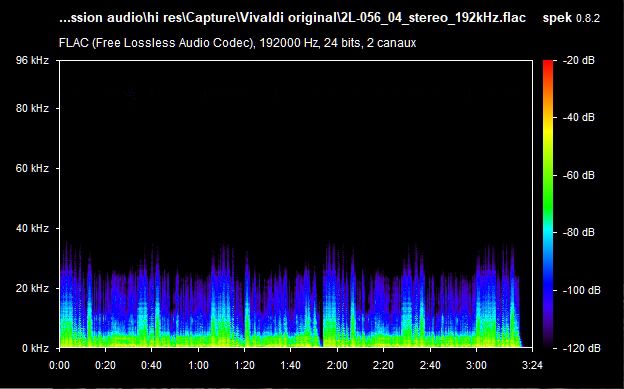 ...ssion audio\hi res\Capture\Vivaldi original\2L-056_04_stereo_192kHz.flac spek 0.8.2
FLAC (Free Lossless Audio Codec), 192000 Hz, 24 bits, 2 canaux
96 kHz
80 kHz
60 kHz
40 kHz
20 kHz
0 kHz
0:00 0:20 0:40 1:00 1:20 1:40 2:00 2:20 2:40 3:00 3:24
-20 dB
-40 dB
-60 dB
-80 dB
-100 dB
-120 dB